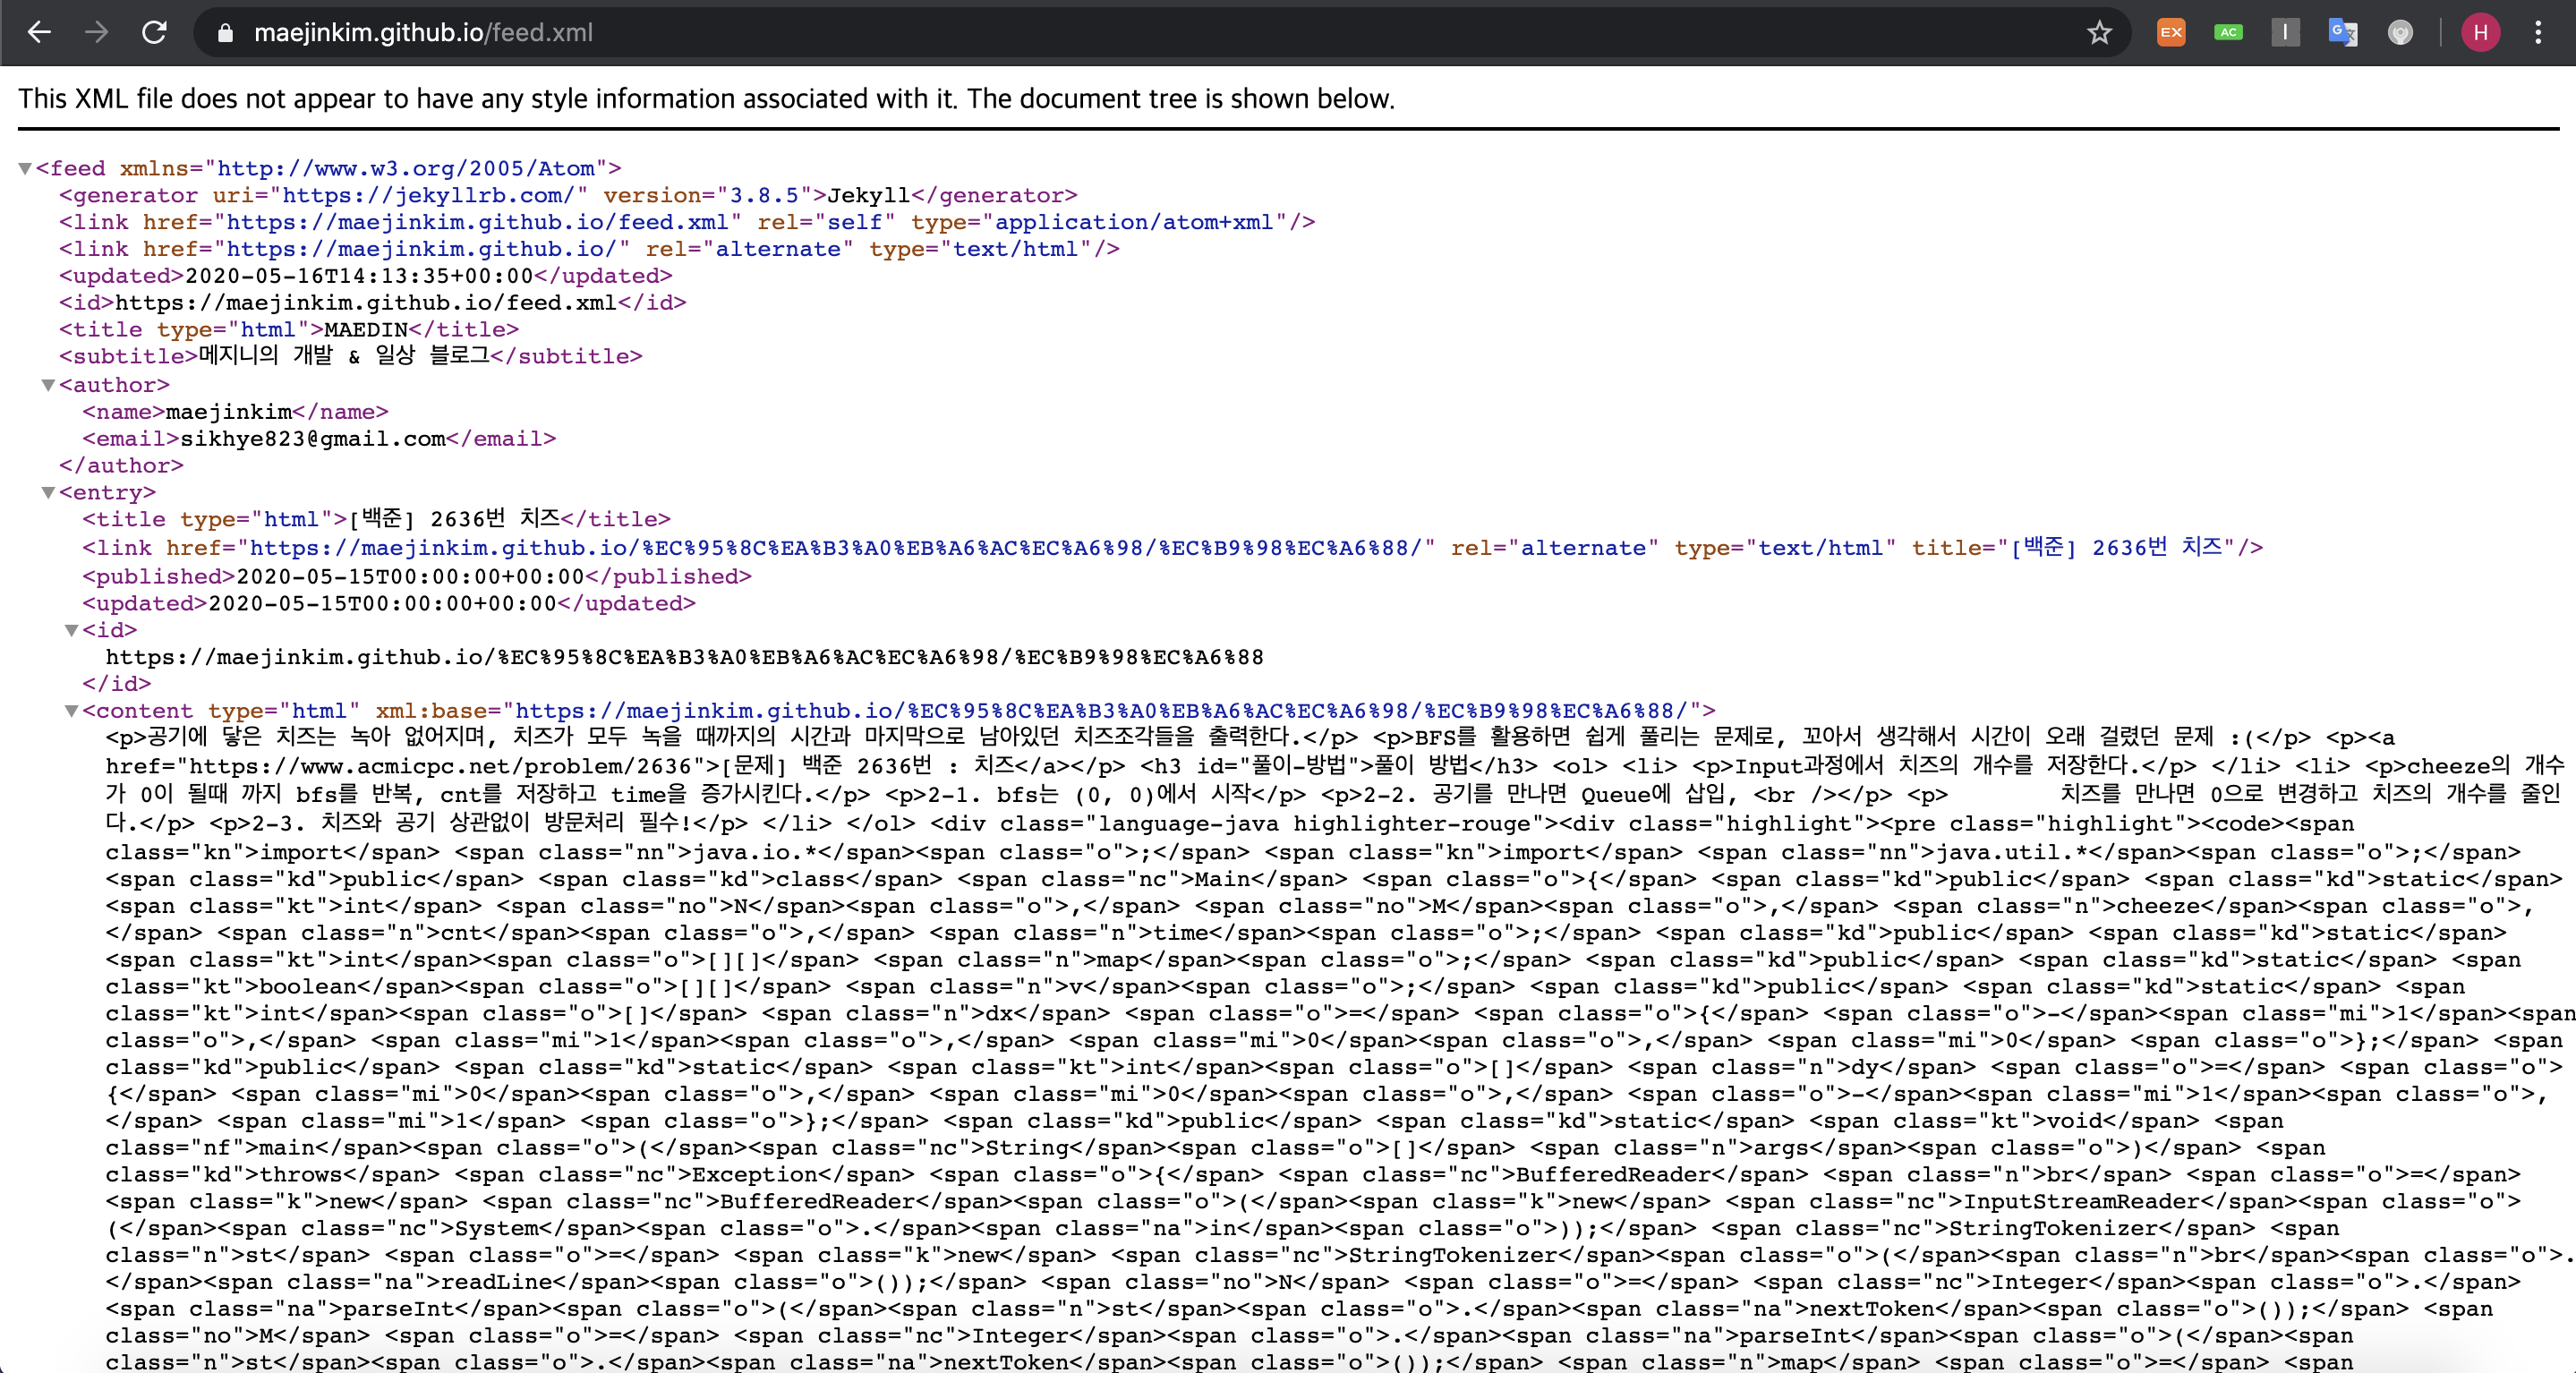 maejinkim.github.io/feed.xml
EX
AC
G
H
This XML file does not appear to have any style information associated with it. The document tree is shown below.
▼<feed xmlns="http://www.w3.org/2005/Atom">
<generator uri="https://jekyllrb.com/" version="3.8.5">Jekyll</generator>
<link href="https://maejinkim.github.io/feed.xml" rel="self" type="application/atom+xml"/>
<link href="https://maejinkim.github.io/" rel="alternate" type="text/html"/>
<updated>2020-05-16T14:13:35+00:00</updated>
<id>https://maejinkim.github.io/feed.xml</id>
<title type="html">MAEDIN</title>
<subtitle>메지니의 개발 & 일상 블로그</subtitle>
▼<author>
<name>maejinkim</name>
<email>sikhye823@gmail.com</email>
</author>
▼<entry>
<title type="html">[백준] 2636번 치즈</title>
<link href="https://maejinkim.github.io/%EC%95%8C%EA%B3%A0%EB%A6%AC%EC%A6%98/%EC%B9%98%EC%A6%88/" rel="alternate" type="text/html" title="[백준] 2636번 치즈"/>
<published>2020-05-15T00:00:00+00:00</published>
<updated>2020-05-15T00:00:00+00:00</updated>
▼<id>
https://maejinkim.github.io/%EC%95%8C%EA%B3%A0%EB%A6%AC%EC%A6%98/%EC%B9%98%EC%A6%88
</id>
▼<content type="html" xml:base="https://maejinkim.github.io/%EC%95%8C%EA%B3%A0%EB%A6%AC%EC%A6%98/%EC%B9%98%EC%A6%88/">
<p>공기에 닿은 치즈는 녹아 없어지며, 치즈가 모두 녹을 때까지의 시간과 마지막으로 남아있던 치즈조각들을 출력한다.</p> <p>BFS를 활용하면 쉽게 풀리는 문제로, 꼬아서 생각해서 시간이 오래 걸렸던 문제 :(</p> <p><a
href="https://www.acmicpc.net/problem/2636">[문제] 백준 2636번 : 치즈</a></p> <h3 id="풀이-방법">풀이 방법</h3> <ol> <li> <p>Input과정에서 치즈의 개수를 저장한다.</p> </li> <li> <p>cheeze의 개수
가 0이 될때 까지 bfs를 반복, cnt를 저장하고 time을 증가시킨다.</p> <p>2-1. bfs는 (0, 0)에서 시작</p> <p>2-2. 공기를 만나면 Queue에 삽입, <br /></p> <p> 치즈를 만나면 0으로 변경하고 치즈의 개수를 줄인
다.</p> <p>2-3. 치즈와 공기 상관없이 방문처리 필수!</p> </li> </ol> <div class="language-java highlighter-rouge"><div class="highlight"><pre class="highlight"><code><span
class="kn">import</span> <span class="nn">java.io.*</span><span class="o">;</span> <span class="kn">import</span> <span class="nn">java.util.*</span><span class="o">;</span>
<span class="kd">public</span> <span class="kd">class</span> <span class="nc">Main</span> <span class="o">{</span> <span class="kd">public</span> <span class="kd">static</span>
<span class="kt">int</span> <span class="no">N</span><span class="o">,</span> <span class="no">M</span><span class="o">,</span> <span class="n">cheeze</span><span class="o">,
</span> <span class="n">cnt</span><span class="o">,</span> <span class="n">time</span><span class="o">;</span> <span class="kd">public</span> <span class="kd">static</span>
<span class="kt">int</span><span class="o">[][]</span> <span class="n">map</span><span class="o">;</span> <span class="kd">public</span> <span class="kd">static</span> <span
class="kt">boolean</span><span class="o">[][]</span> <span class="n">v</span><span class="o">;</span> <span class="kd">public</span> <span class="kd">static</span> <span
class="kt">int</span><span class="o">[]</span> <span class="n">dx</span> <span class="o">=</span> <span class="o">{</span> <span class="o">-</span><span class="mi">1</span><span
class="o">,</span> <span class="mi">1</span><span class="o">,</span> <span class="mi">0</span><span class="o">,</span> <span class="mi">0</span> <span class="o">};</span> <span
class="kd">public</span> <span class="kd">static</span> <span class="kt">int</span><span class="o">[]</span> <span class="n">dy</span> <span class="o">=</span> <span class="o">
{</span> <span class="mi">0</span><span class="o">,</span> <span class="mi">0</span><span class="o">,</span> <span class="o">-</span><span class="mi">1</span><span class="o">,
</span> <span class="mi">1</span> <span class="o">};</span> <span class="kd">public</span> <span class="kd">static</span> <span class="kt">void</span> <span
class="nf">main</span><span class="o">(</span><span class="nc">String</span><span class="o">[]</span> <span class="n">args</span><span class="o">)</span> <span
class="kd">throws</span> <span class="nc">Exception</span> <span class="o">{</span> <span class="nc">BufferedReader</span> <span class="n">br</span> <span class="o">=</span>
<span class="k">new</span> <span class="nc">BufferedReader</span><span class="o">(</span><span class="k">new</span> <span class="nc">InputStreamReader</span><span class="o">
(</span><span class="nc">System</span><span class="o">.</span><span class="na">in</span><span class="o">));</span> <span class="nc">StringTokenizer</span> <span
class="n">st</span> <span class="o">=</span> <span class="k">new</span> <span class="nc">StringTokenizer</span><span class="o">(</span><span class="n">br</span><span class="o">.
</span><span class="na">readLine</span><span class="o">());</span> <span class="no">N</span> <span class="o">=</span> <span class="nc">Integer</span><span class="o">.</span>
<span class="na">parseInt</span><span class="o">(</span><span class="n">st</span><span class="o">.</span><span class="na">nextToken</span><span class="o">());</span> <span
class="no">M</span> <span class="o">=</span> <span class="nc">Integer</span><span class="o">.</span><span class="na">parseInt</span><span class="o">(</span><span
class="n">st</span><span class="o">.</span><span class="na">nextToken</span><span class="o">());</span> <span class="n">map</span> <span class="o">=</span> <span